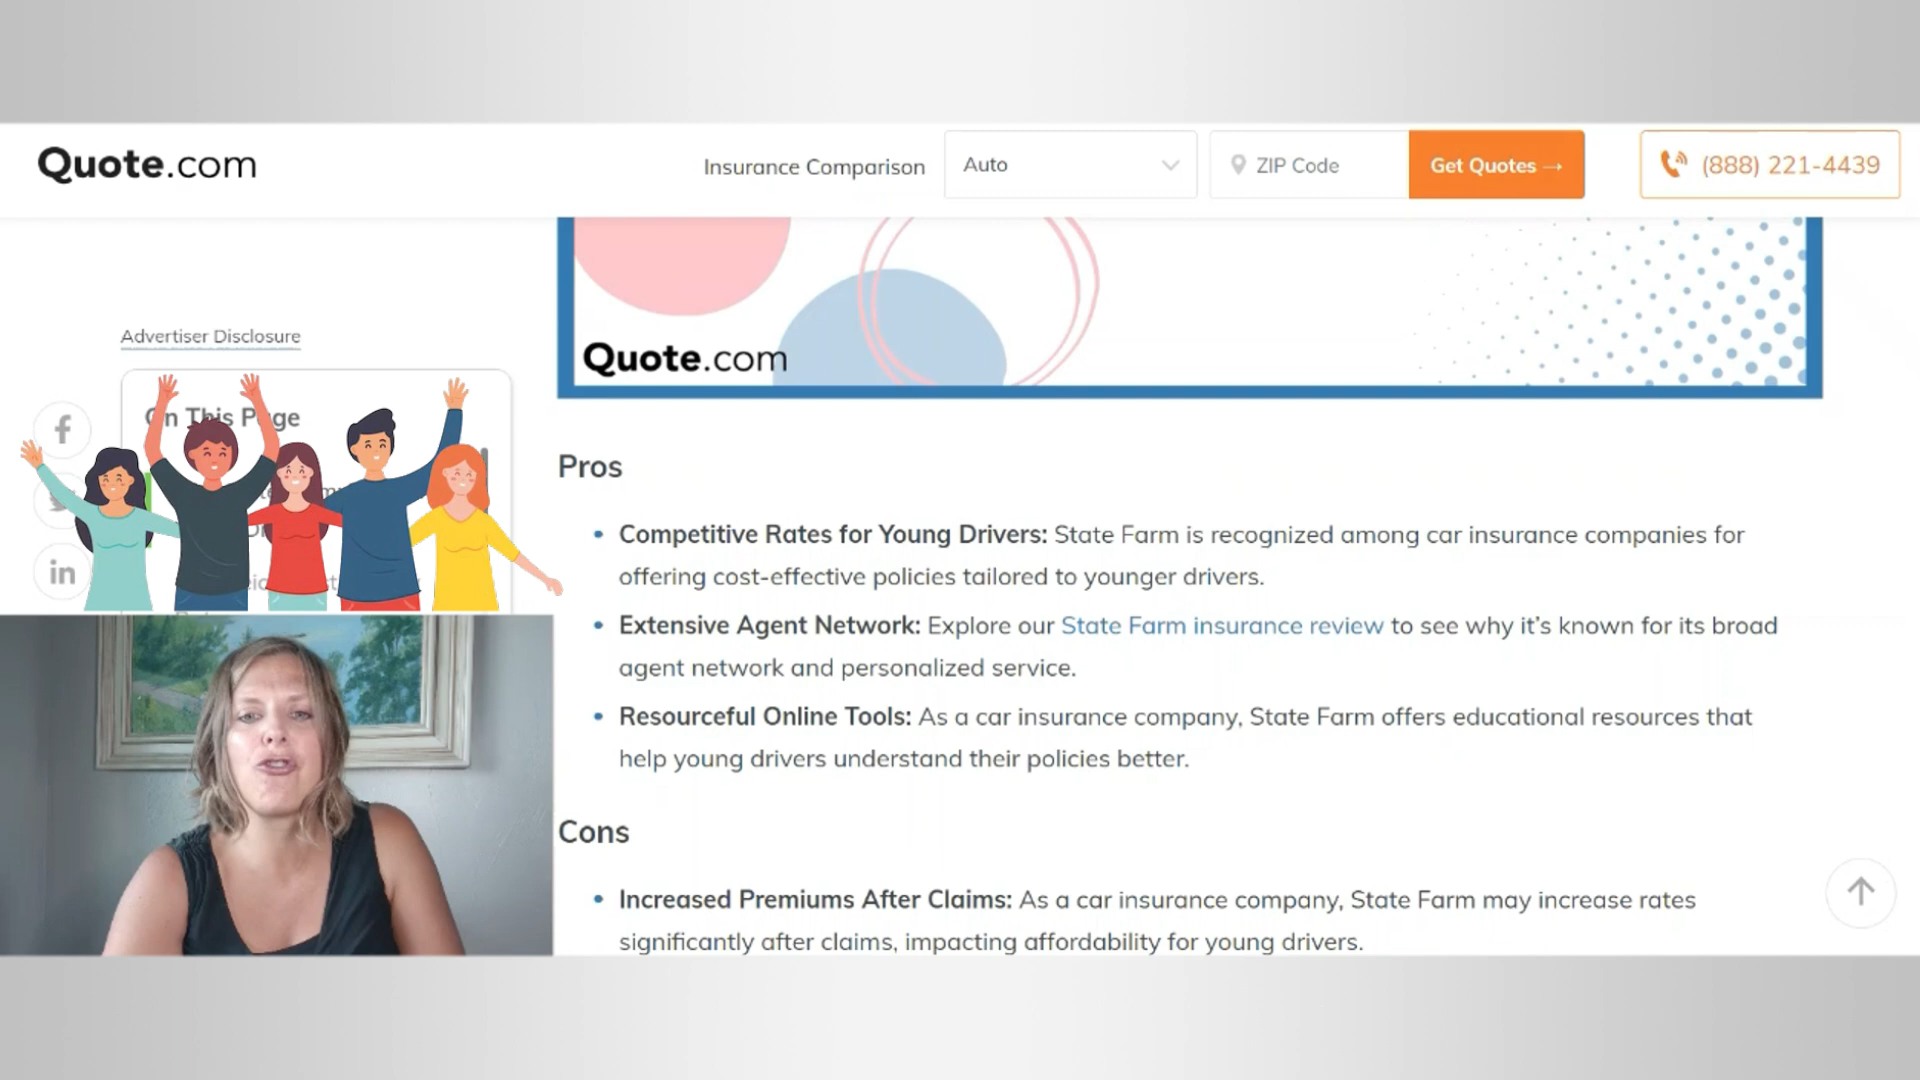 Quote.com
Insurance Comparison
Auto
ZIP Code
Get Quotes →
(888) 221-4439
Advertiser Disclosure
On This Page
Quote.com
Pros
• Competitive Rates for Young Drivers: State Farm is recognized among car insurance companies for
offering cost-effective policies tailored to younger drivers.
• Extensive Agent Network: Explore our State Farm insurance review to see why it’s known for its broad
agent network and personalized service.
• Resourceful Online Tools: As a car insurance company, State Farm offers educational resources that
help young drivers understand their policies better.
Cons
• Increased Premiums After Claims: As a car insurance company, State Farm may increase rates
significantly after claims, impacting affordability for young drivers.